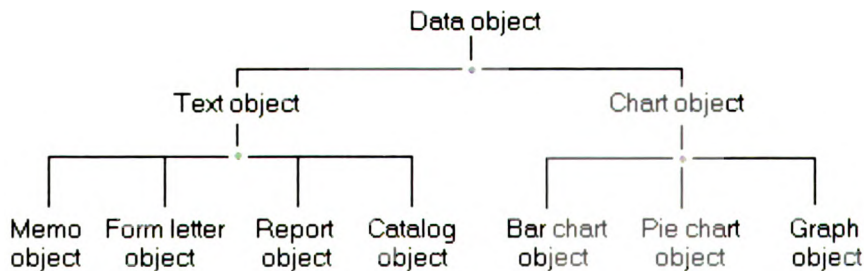 Data object
Text object
Chart object
Memo object
Form letter object
Report object
Catalog object
Bar chart object
Pie chart object
Graph object